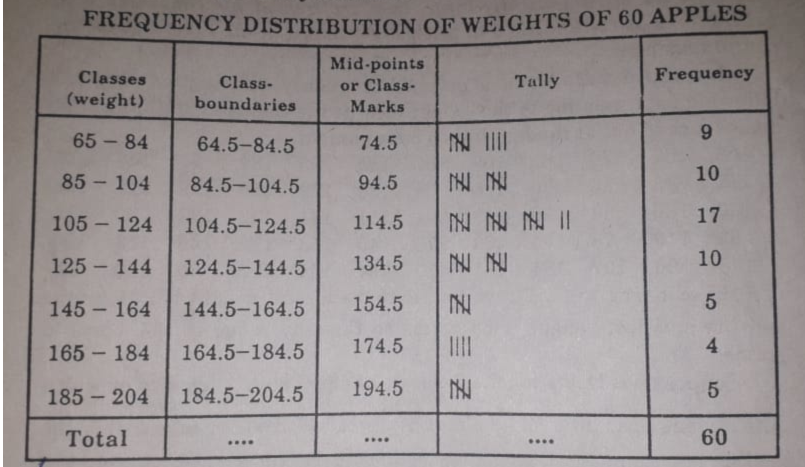 FREQUENCY DISTRIBUTION OF WEIGHTS OF 60 APPLES
Classes (weight) Class-boundaries Mid-points or Class-Marks Tally Frequency
65 – 84 64.5–84.5 74.5 𝍸 |||| 9
85 – 104 84.5–104.5 94.5 𝍸 𝍸 10
105 – 124 104.5–124.5 114.5 𝍸 𝍸 𝍸 || 17
125 – 144 124.5–144.5 134.5 𝍸 𝍸 10
145 – 164 144.5–164.5 154.5 𝍸 5
165 – 184 164.5–184.5 174.5 |||| 4
185 – 204 184.5–204.5 194.5 𝍸 5
Total .... .... .... 60